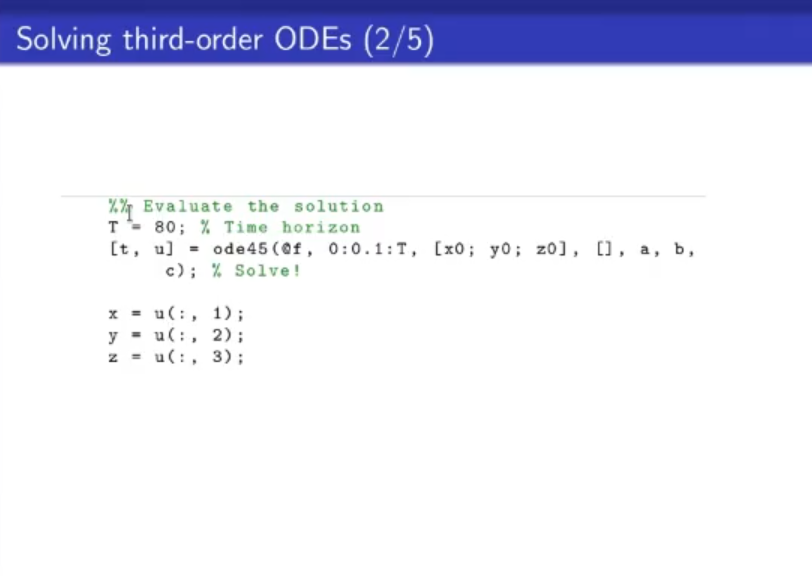 Solving third-order ODEs (2/5)
%% Evaluate the solution
T = 80; % Time horizon
[t, u] = ode45(@f, 0:0.1:T, [x0; y0; z0], [], a, b,
c); % Solve!
x = u(:, 1);
y = u(:, 2);
z = u(:, 3);